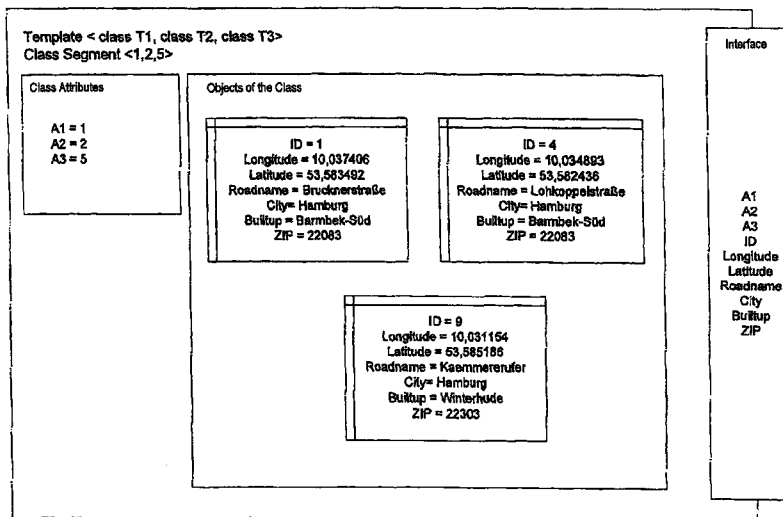 Template < class T1, class T2, class T3>
Class Segment <1,2,5>
Class Attributes
A1 = 1
A2 = 2
A3 = 5
Objects of the Class
ID = 1
Longitude = 10,037406
Latitude = 53,583492
Roadname = Brucknerstraße
City= Hamburg
Builtup = Barmbek-Süd
ZIP = 22083
ID = 4
Longitude = 10,034893
Latitude = 53,582436
Roadname = Lohkoppelstraße
City= Hamburg
Builtup = Barmbek-Süd
ZIP = 22083
ID = 9
Longitude = 10,031154
Latitude = 53,585186
Roadname = Kaemmererufer
City= Hamburg
Builtup = Winterhude
ZIP = 22303
Interface
A1
A2
A3
ID
Longitude
Latitude
Roadname
City
Builtup
ZIP